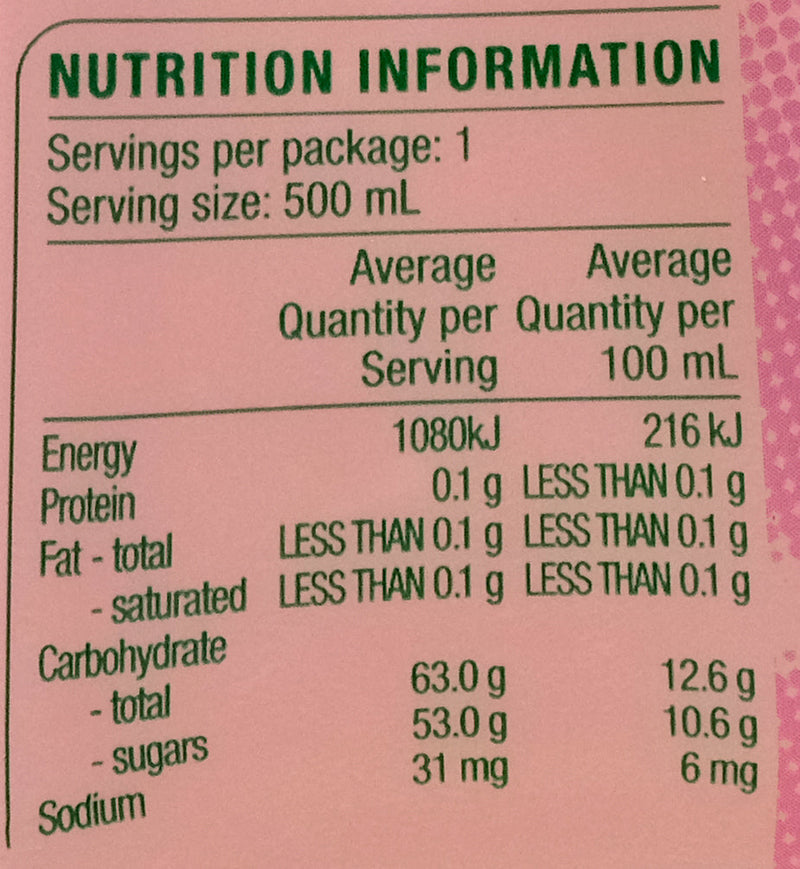 NUTRITION INFORMATION
Servings per package: 1
Serving size: 500 mL
Average Average
Quantity per Quantity per
Serving 100 mL
Energy 1080kJ 216 kJ
Protein 0.1 g LESS THAN 0.1 g
Fat - total LESS THAN 0.1 g LESS THAN 0.1 g
- saturated LESS THAN 0.1 g LESS THAN 0.1 g
Carbohydrate
- total 63.0 g 12.6 g
- sugars 53.0 g 10.6 g
Sodium 31 mg 6 mg